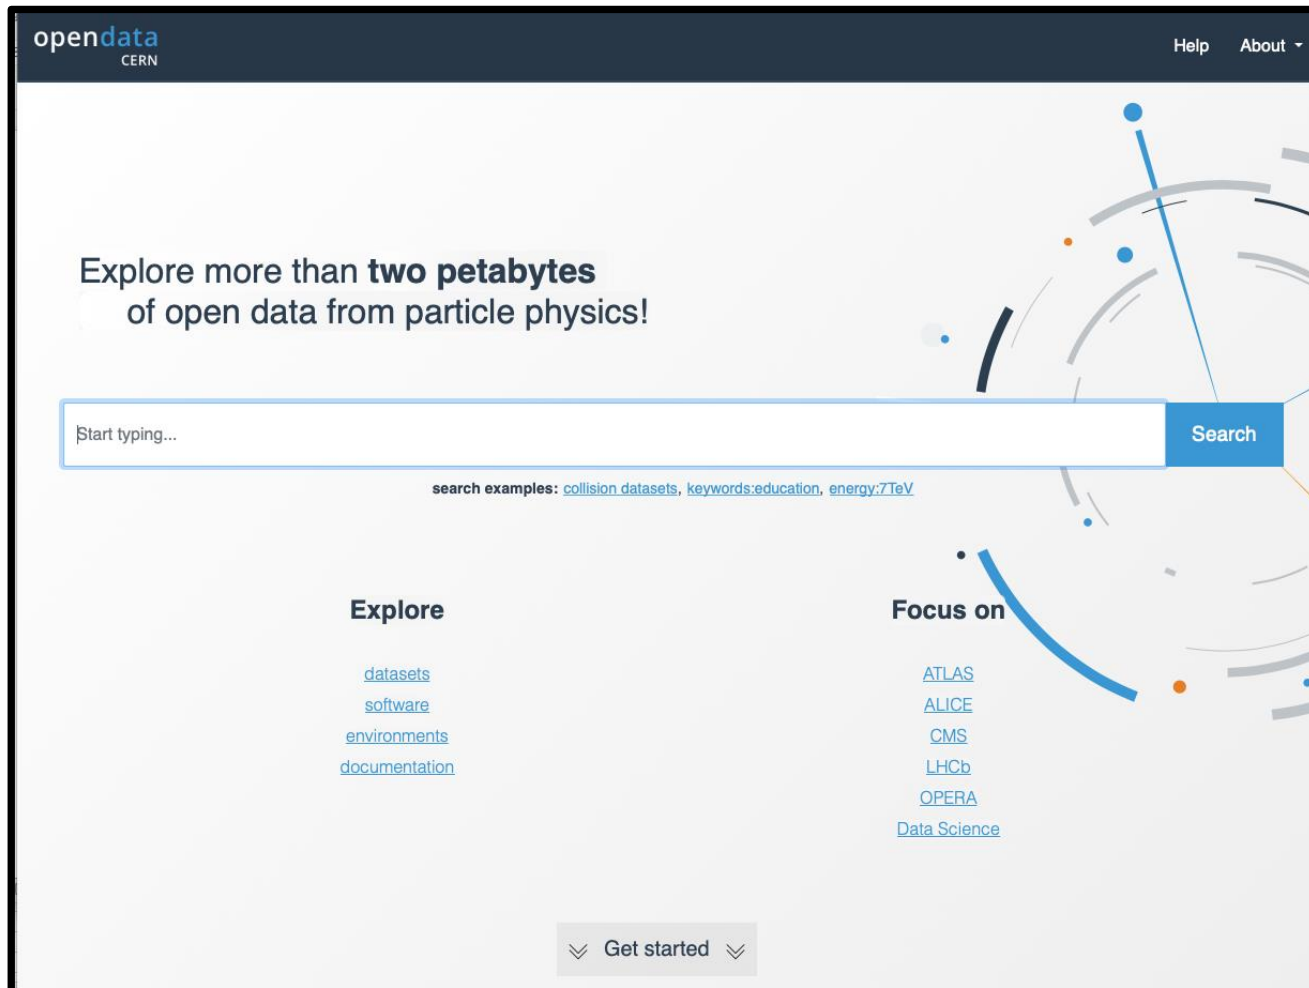 opendata
CERN
Help About
Explore more than two petabytes
of open data from particle physics!
Start typing...
Search
search examples: collision datasets, keywords:education, energy:7TeV
Explore
datasets
software
environments
documentation
Focus on
ATLAS
ALICE
CMS
LHCb
OPERA
Data Science
Get started